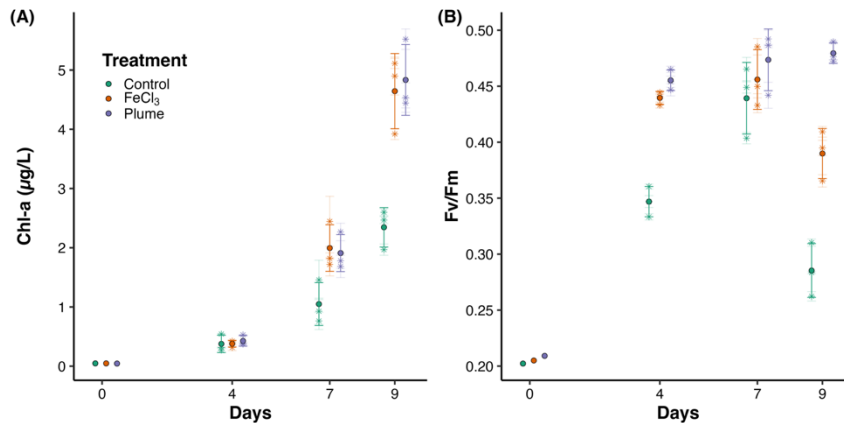 (A)
Treatment
Control
FeCl₃
Plume
Chl-a (µg/L)
5
4
3
2
1
0
0
4
7
9
Days
(B)
Fv/Fm
0.50
0.45
0.40
0.35
0.30
0.25
0.20
0
4
7
9
Days